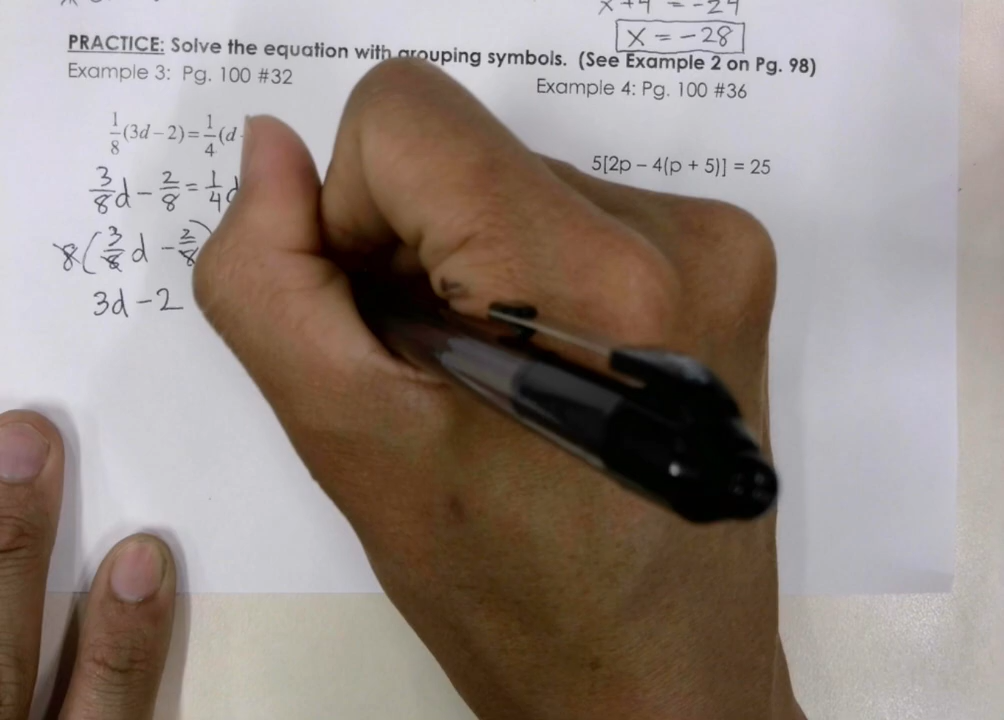 x + 4 = -24
x = -28
PRACTICE: Solve the equation with grouping symbols. (See Example 2 on Pg. 98)
Example 3: Pg. 100 #32
Example 4: Pg. 100 #36
1/8(3d-2)=1/4(d
5[2p – 4(p + 5)] = 25
3/8d - 2/8 = 1/4d
8(3/8d - 2/8)
3d - 2